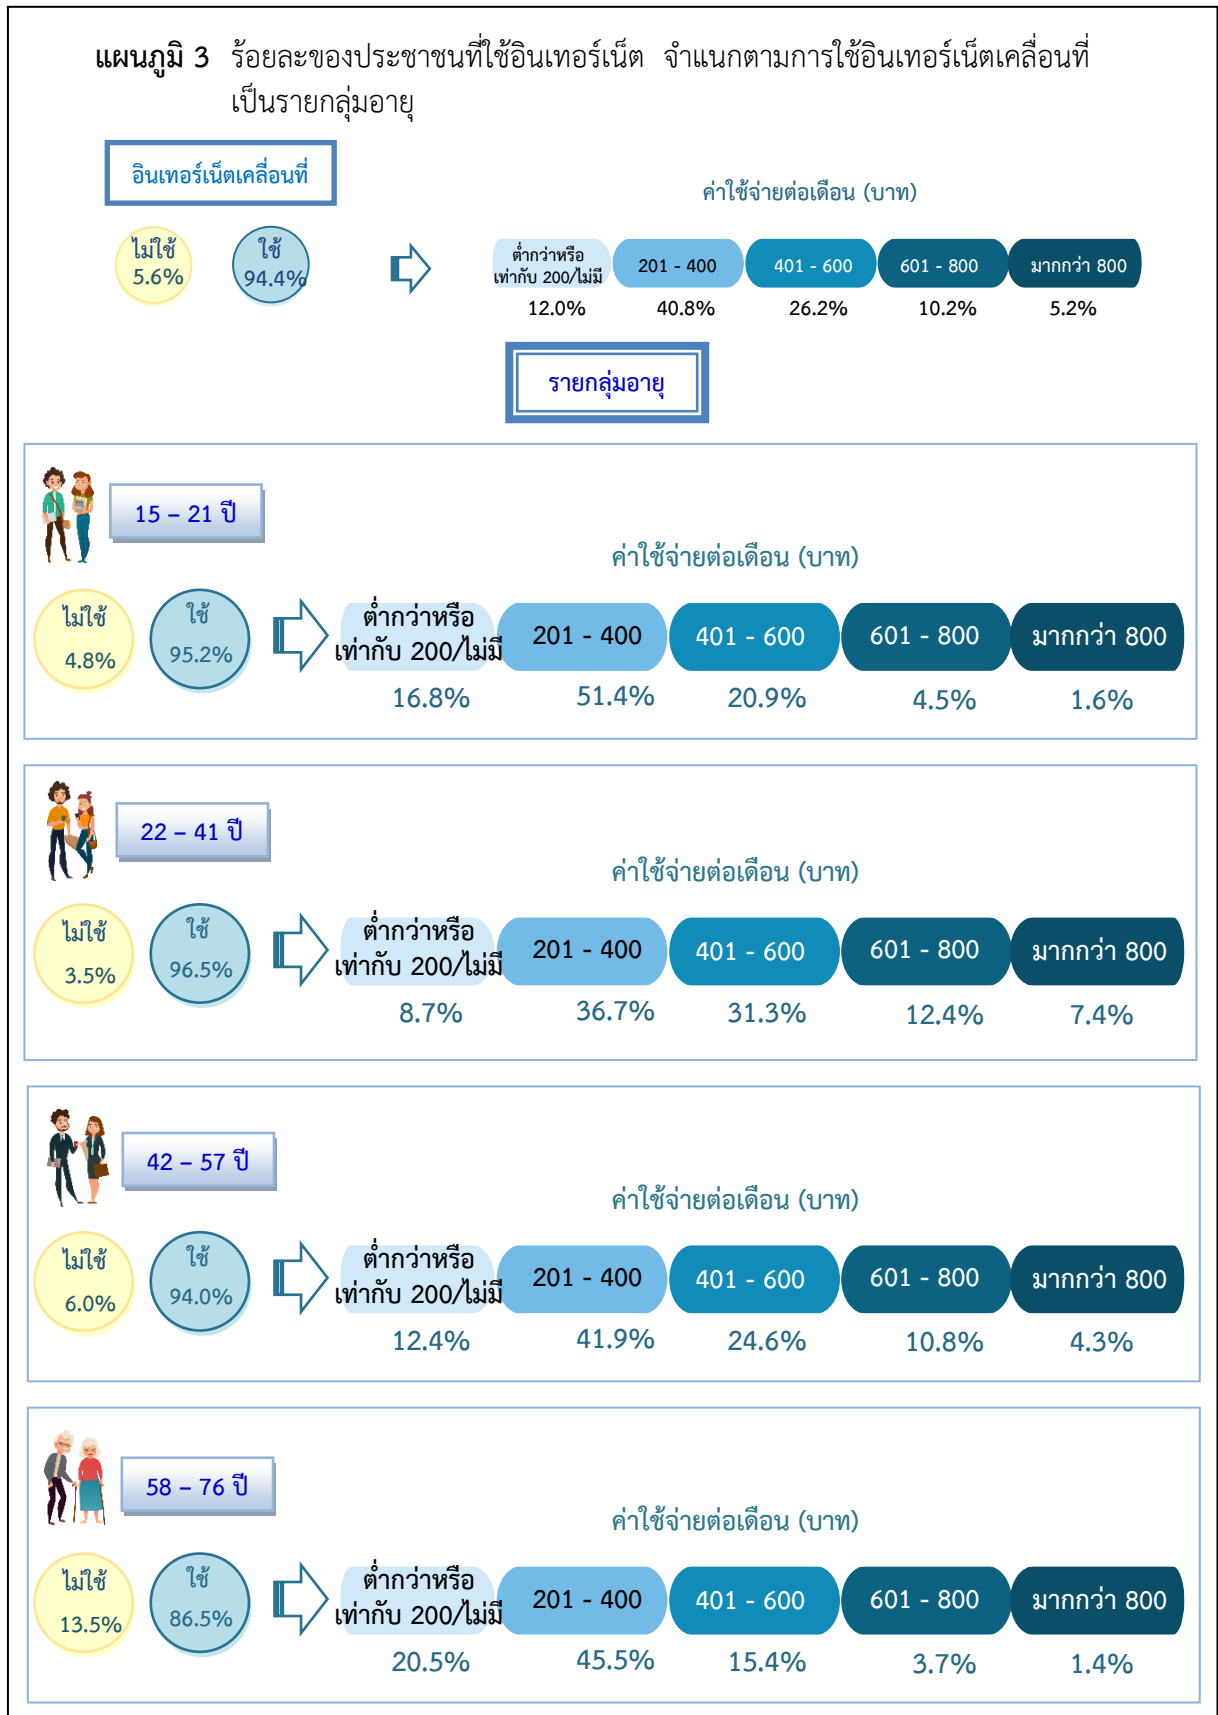 แผนภูมิ 3 ร้อยละของประชาชนที่ใช้อินเทอร์เน็ต จำแนกตามการใช้อินเทอร์เน็ตเคลื่อนที่
เป็นรายกลุ่มอายุ
อินเทอร์เน็ตเคลื่อนที่
ค่าใช้จ่ายต่อเดือน (บาท)
ไม่ใช้ ใช้
5.6% 94.4%
ต่ำกว่าหรือ
เท่ากับ 200/ไม่มี 201 - 400 401 - 600 601 - 800 มากกว่า 800
12.0% 40.8% 26.2% 10.2% 5.2%
รายกลุ่มอายุ
15 – 21 ปี
ค่าใช้จ่ายต่อเดือน (บาท)
ไม่ใช้ ใช้
4.8% 95.2%
ต่ำกว่าหรือ
เท่ากับ 200/ไม่มี 201 - 400 401 - 600 601 - 800 มากกว่า 800
16.8% 51.4% 20.9% 4.5% 1.6%
22 – 41 ปี
ค่าใช้จ่ายต่อเดือน (บาท)
ไม่ใช้ ใช้
3.5% 96.5%
ต่ำกว่าหรือ
เท่ากับ 200/ไม่มี 201 - 400 401 - 600 601 - 800 มากกว่า 800
8.7% 36.7% 31.3% 12.4% 7.4%
42 – 57 ปี
ค่าใช้จ่ายต่อเดือน (บาท)
ไม่ใช้ ใช้
6.0% 94.0%
ต่ำกว่าหรือ
เท่ากับ 200/ไม่มี 201 - 400 401 - 600 601 - 800 มากกว่า 800
12.4% 41.9% 24.6% 10.8% 4.3%
58 – 76 ปี
ค่าใช้จ่ายต่อเดือน (บาท)
ไม่ใช้ ใช้
13.5% 86.5%
ต่ำกว่าหรือ
เท่ากับ 200/ไม่มี 201 - 400 401 - 600 601 - 800 มากกว่า 800
20.5% 45.5% 15.4% 3.7% 1.4%